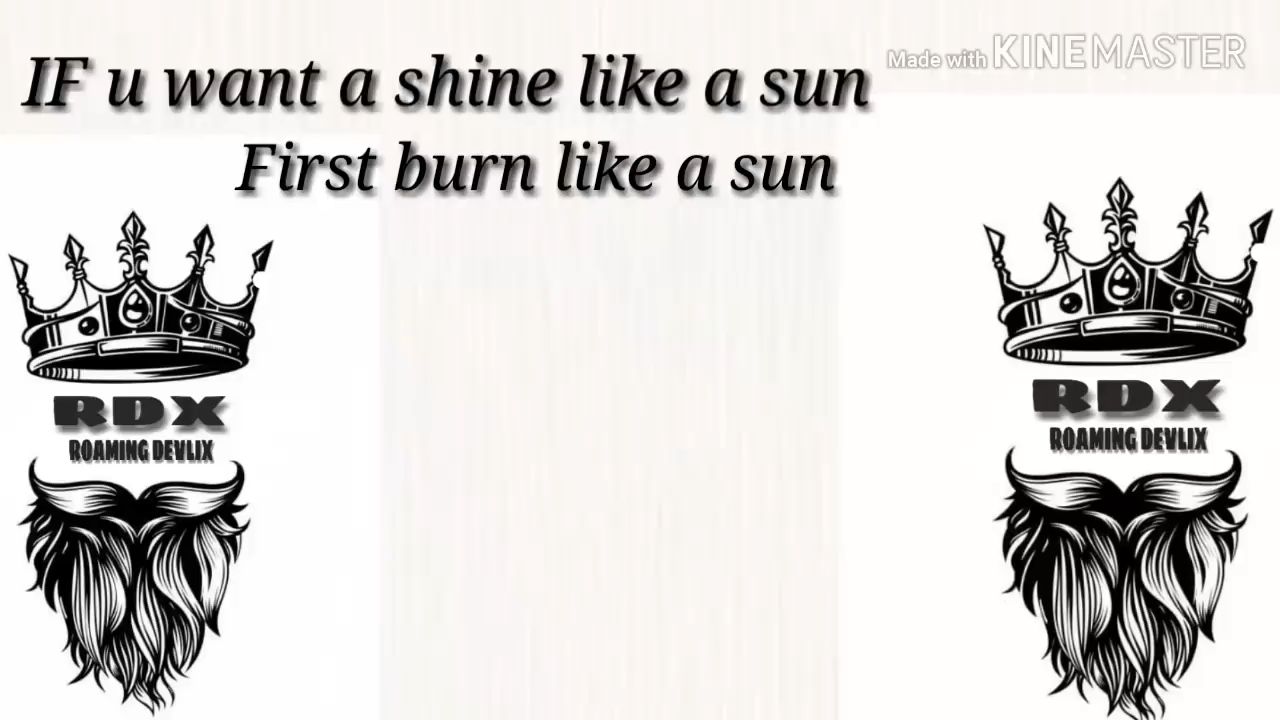 Made with KINEMASTER
IF u want a shine like a sun
First burn like a sun
RDX
ROAMING DEVLIX
RDX
ROAMING DEVLIX